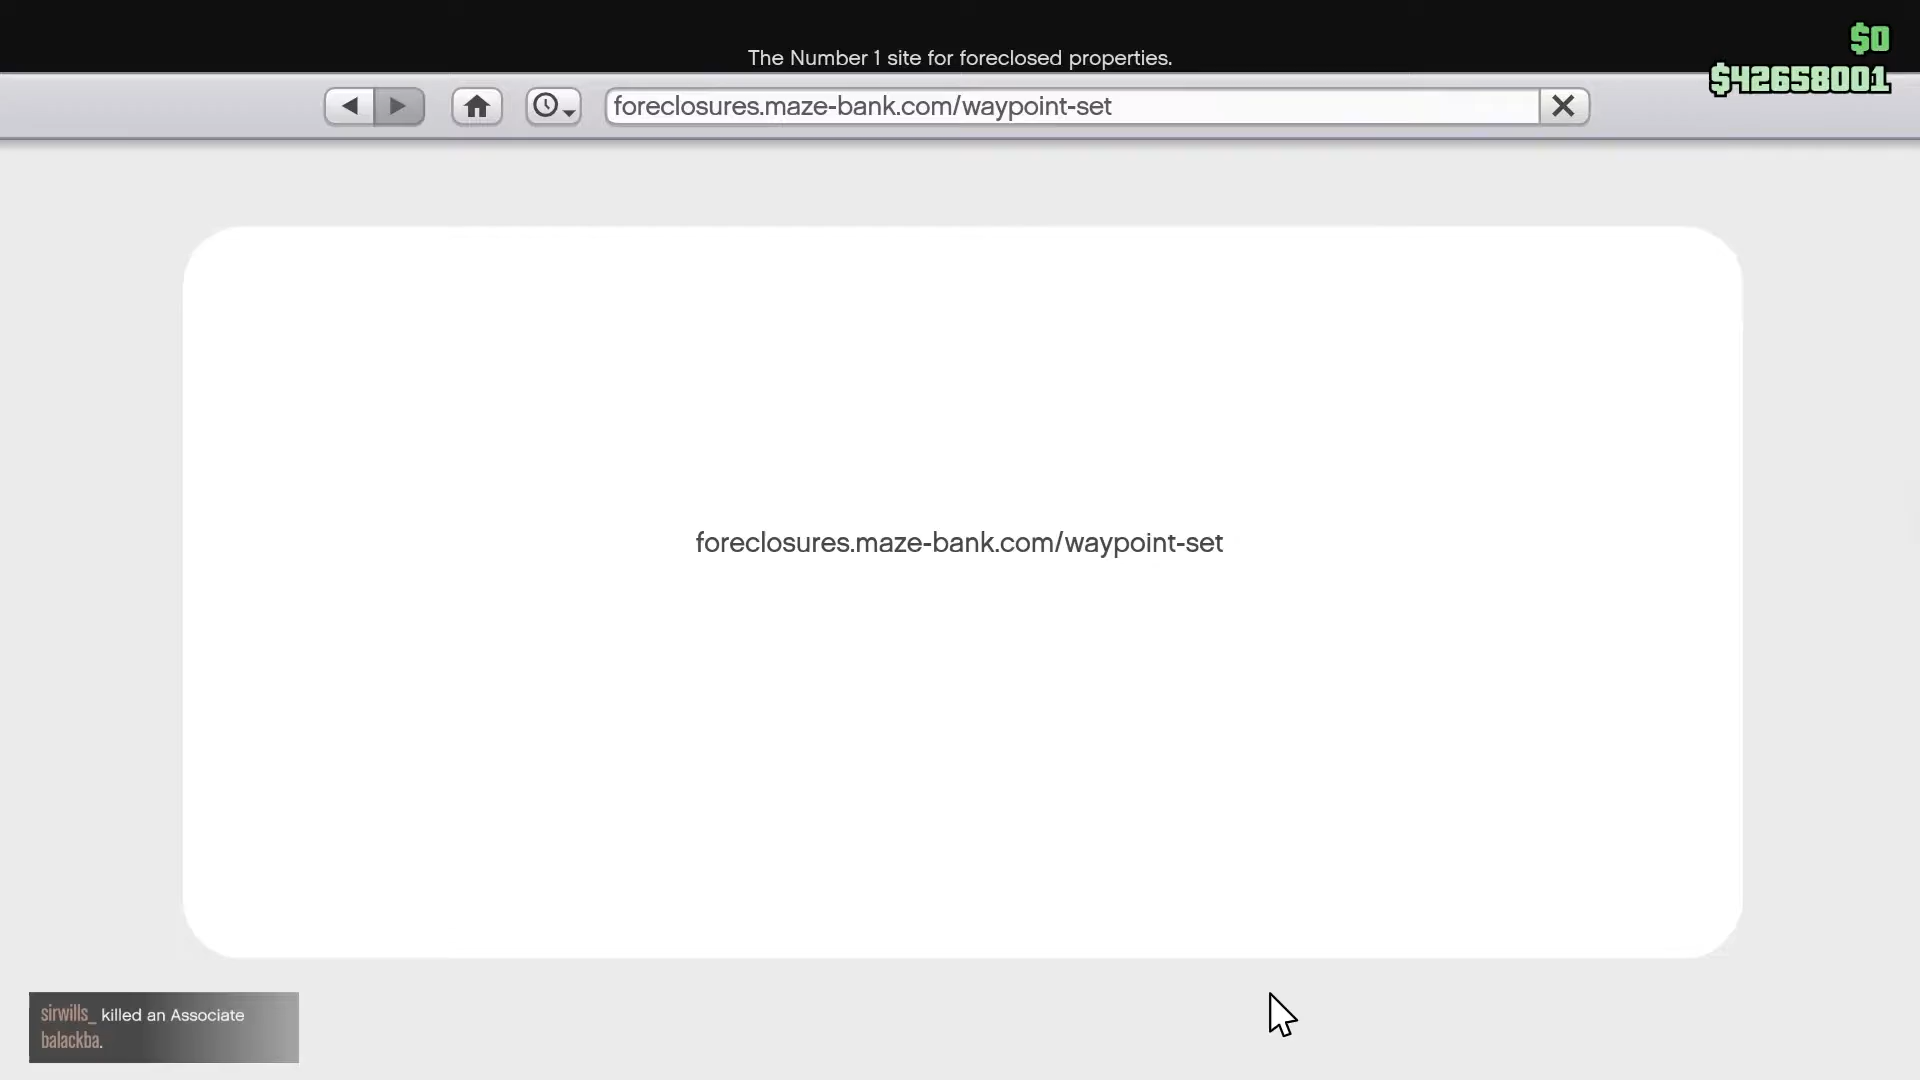 $0
The Number 1 site for foreclosed properties.
$42658001
foreclosures.maze-bank.com/waypoint-set
foreclosures.maze-bank.com/waypoint-set
sirwills_ killed an Associate
balackba.